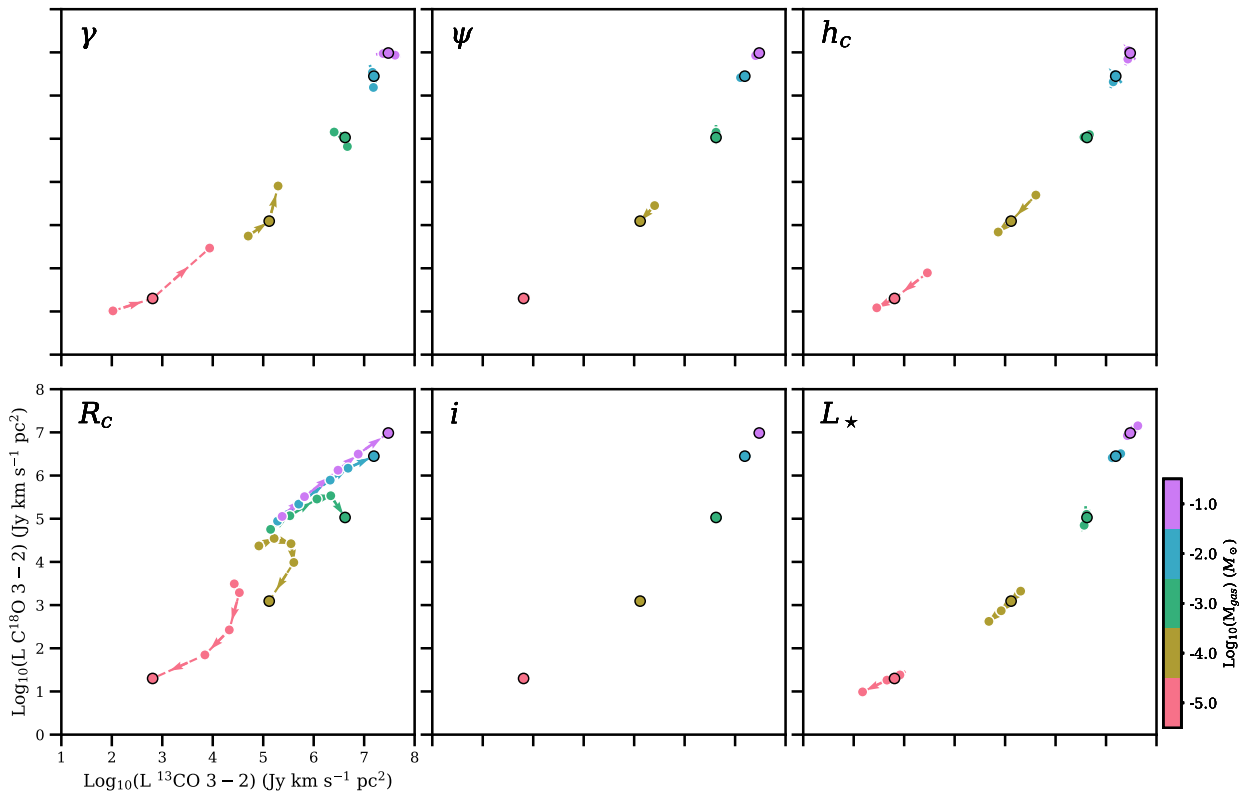 γ
ψ
h_c
R_c
i
L_⋆
8
7
6
5
4
3
2
1
0
1 2 3 4 5 6 7 8
Log₁₀(L C¹⁸O 3 − 2) (Jy km s⁻¹ pc²)
Log₁₀(L ¹³CO 3 − 2) (Jy km s⁻¹ pc²)
-1.0
-2.0
-3.0
-4.0
-5.0
Log₁₀(M_gas) (M_⊙)